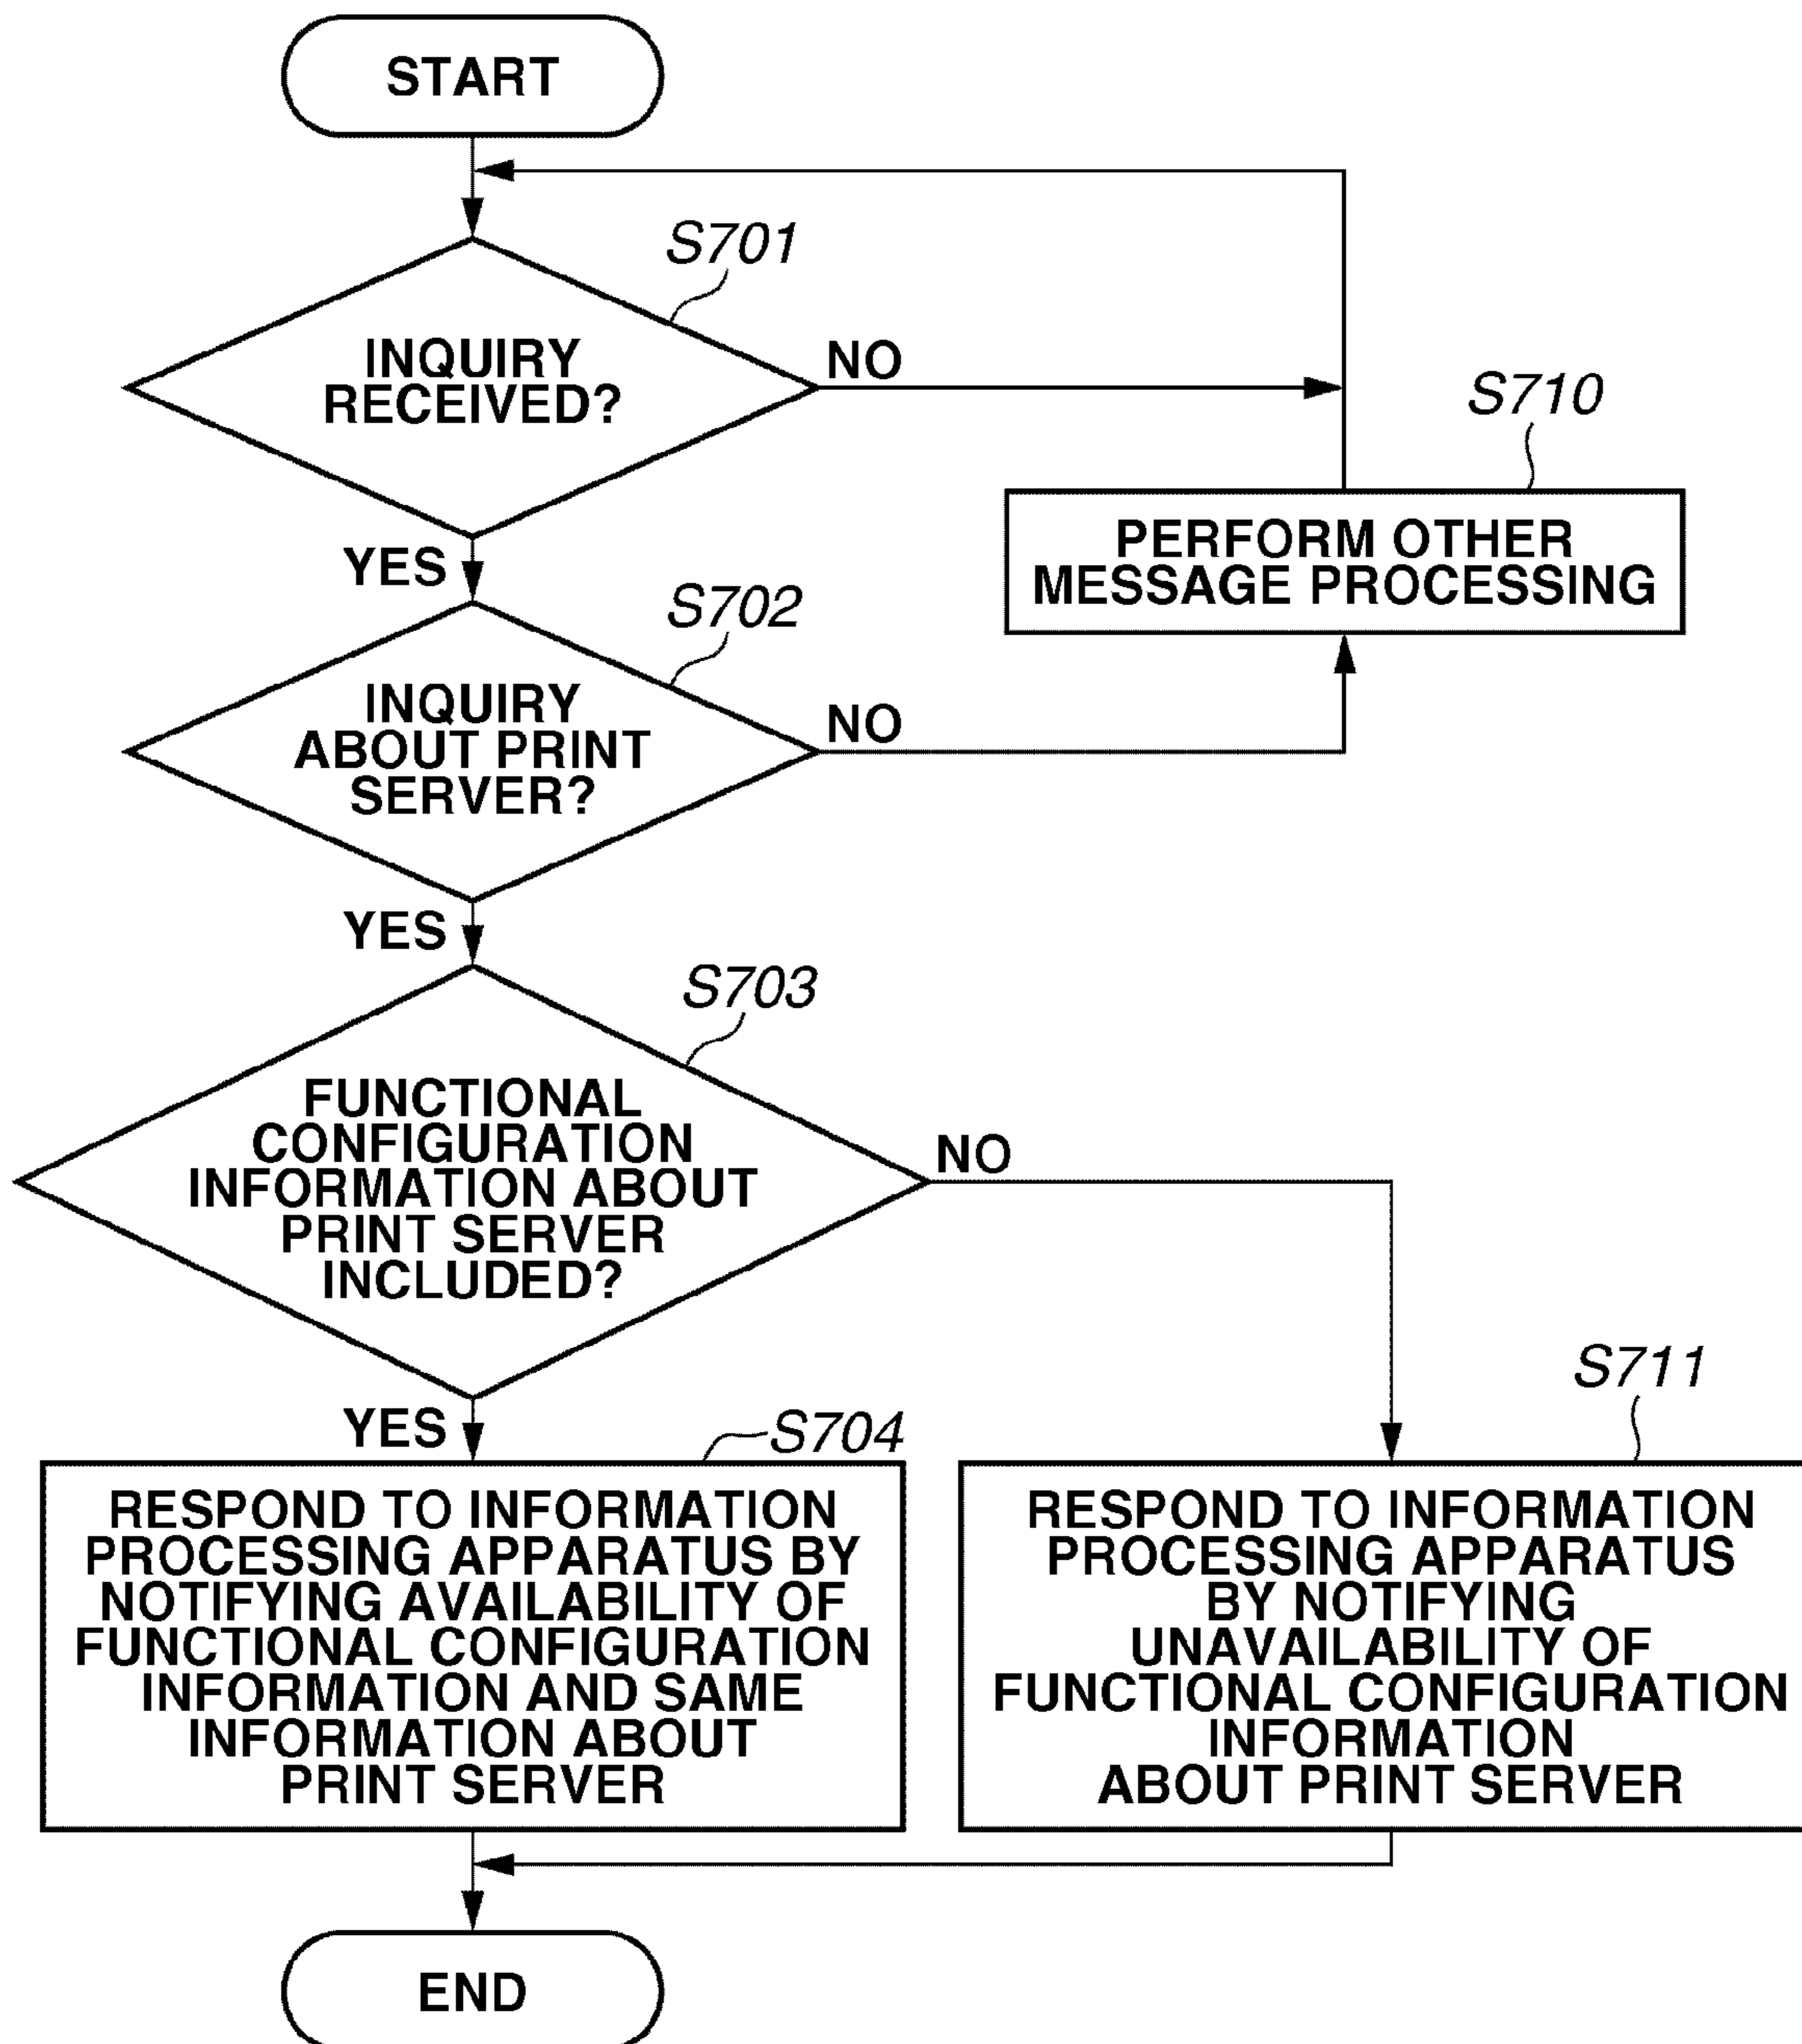 START
S701
INQUIRY
RECEIVED?
NO
S710
PERFORM OTHER
MESSAGE PROCESSING
YES
S702
INQUIRY
ABOUT PRINT
SERVER?
NO
YES
S703
FUNCTIONAL
CONFIGURATION
INFORMATION ABOUT
PRINT SERVER
INCLUDED?
NO
YES
S704
RESPOND TO INFORMATION
PROCESSING APPARATUS BY
NOTIFYING AVAILABILITY OF
FUNCTIONAL CONFIGURATION
INFORMATION AND SAME
INFORMATION ABOUT
PRINT SERVER
S711
RESPOND TO INFORMATION
PROCESSING APPARATUS
BY NOTIFYING
UNAVAILABILITY OF
FUNCTIONAL CONFIGURATION
INFORMATION
ABOUT PRINT SERVER
END